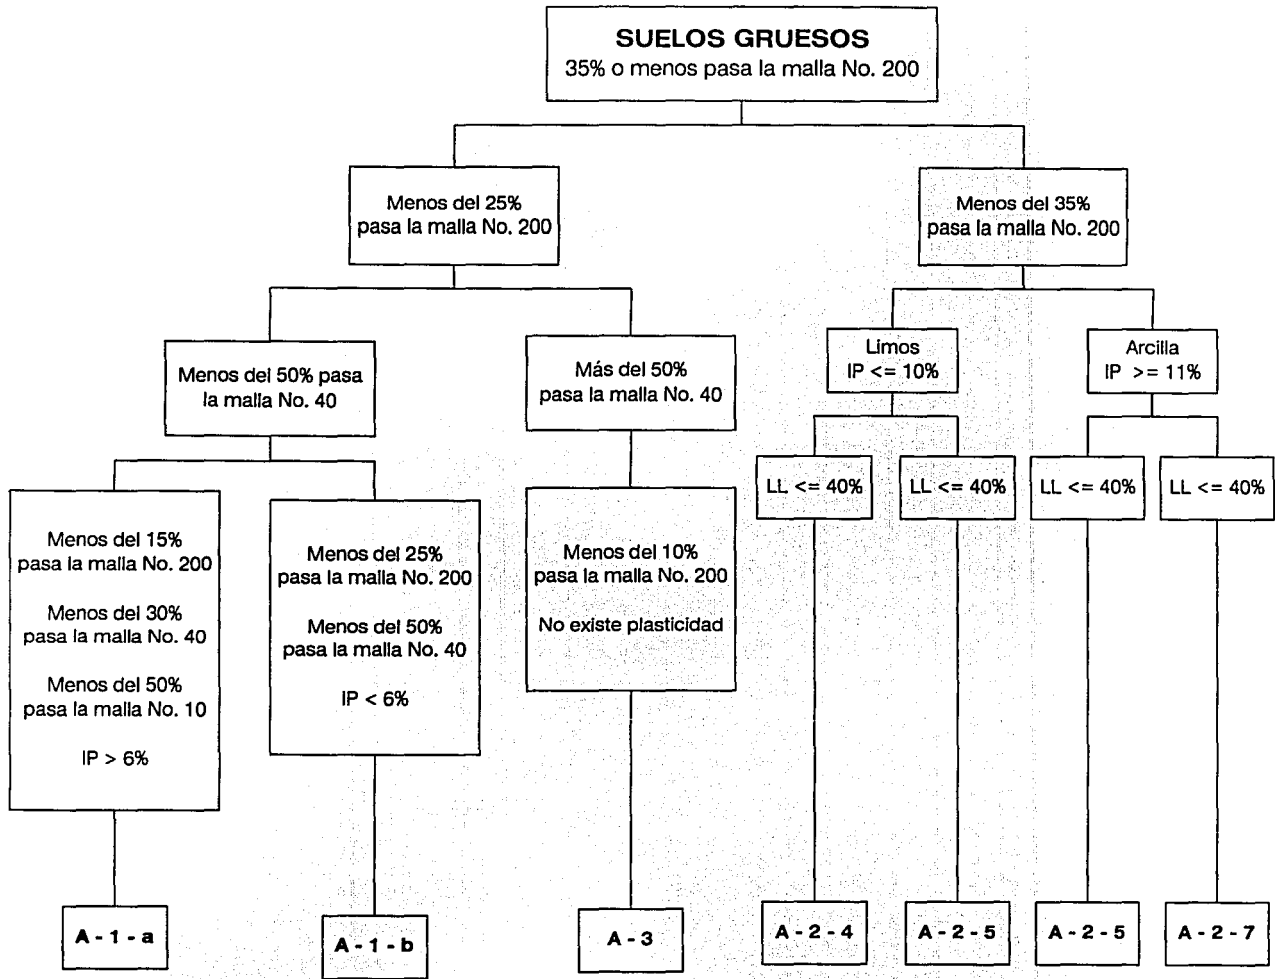 SUELOS GRUESOS
35% o menos pasa la malla No. 200
Menos del 25%
pasa la malla No. 200
Menos del 35%
pasa la malla No. 200
Menos del 50% pasa
la malla No. 40
Más del 50%
pasa la malla No. 40
Limos
IP <= 10%
Arcilla
IP >= 11%
LL <= 40%
LL <= 40%
LL <= 40%
LL <= 40%
Menos del 15%
pasa la malla No. 200
Menos del 30%
pasa la malla No. 40
Menos del 50%
pasa la malla No. 10
IP > 6%
Menos del 25%
pasa la malla No. 200
Menos del 50%
pasa la malla No. 40
IP < 6%
Menos del 10%
pasa la malla No. 200
No existe plasticidad
A - 1 - a
A - 1 - b
A - 3
A - 2 - 4
A - 2 - 5
A - 2 - 5
A - 2 - 7